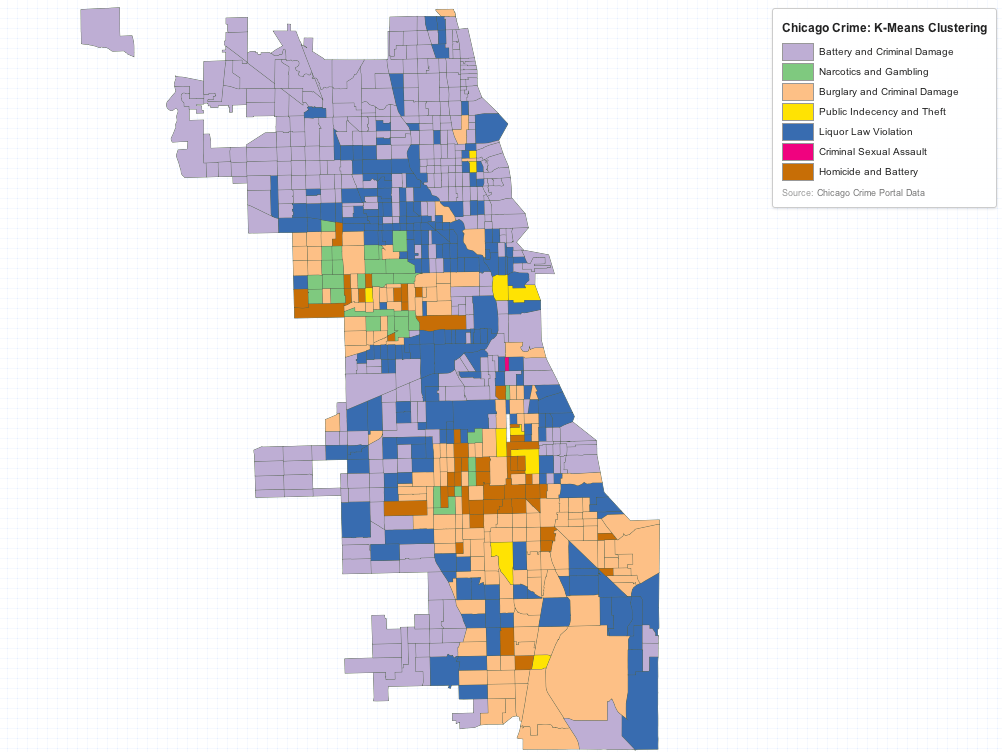 Chicago Crime: K-Means Clustering
Battery and Criminal Damage
Narcotics and Gambling
Burglary and Criminal Damage
Public Indecency and Theft
Liquor Law Violation
Criminal Sexual Assault
Homicide and Battery
Source: Chicago Crime Portal Data